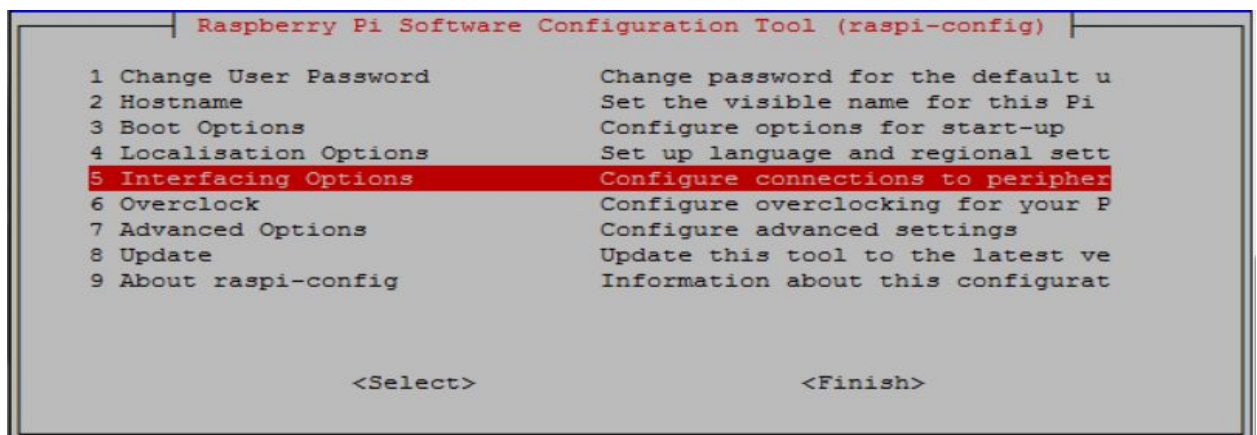 Raspberry Pi Software Configuration Tool (raspi-config)
1 Change User Password Change password for the default u
2 Hostname Set the visible name for this Pi
3 Boot Options Configure options for start-up
4 Localisation Options Set up language and regional sett
5 Interfacing Options Configure connections to peripher
6 Overclock Configure overclocking for your P
7 Advanced Options Configure advanced settings
8 Update Update this tool to the latest ve
9 About raspi-config Information about this configurat
<Select> <Finish>